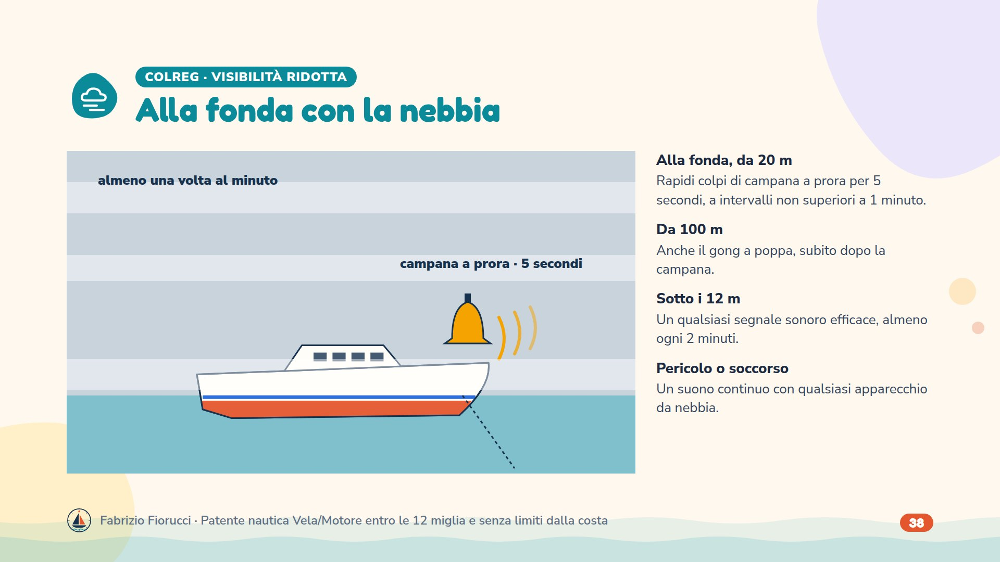 COLREG · VISIBILITÀ RIDOTTA
Alla fonda con la nebbia
almeno una volta al minuto
campana a prora · 5 secondi
Alla fonda, da 20 m
Rapidi colpi di campana a prora per 5
secondi, a intervalli non superiori a 1 minuto.
Da 100 m
Anche il gong a poppa, subito dopo la
campana.
Sotto i 12 m
Un qualsiasi segnale sonoro efficace, almeno
ogni 2 minuti.
Pericolo o soccorso
Un suono continuo con qualsiasi apparecchio
da nebbia.
Fabrizio Fiorucci · Patente nautica Vela/Motore entro le 12 miglia e senza limiti dalla costa
38